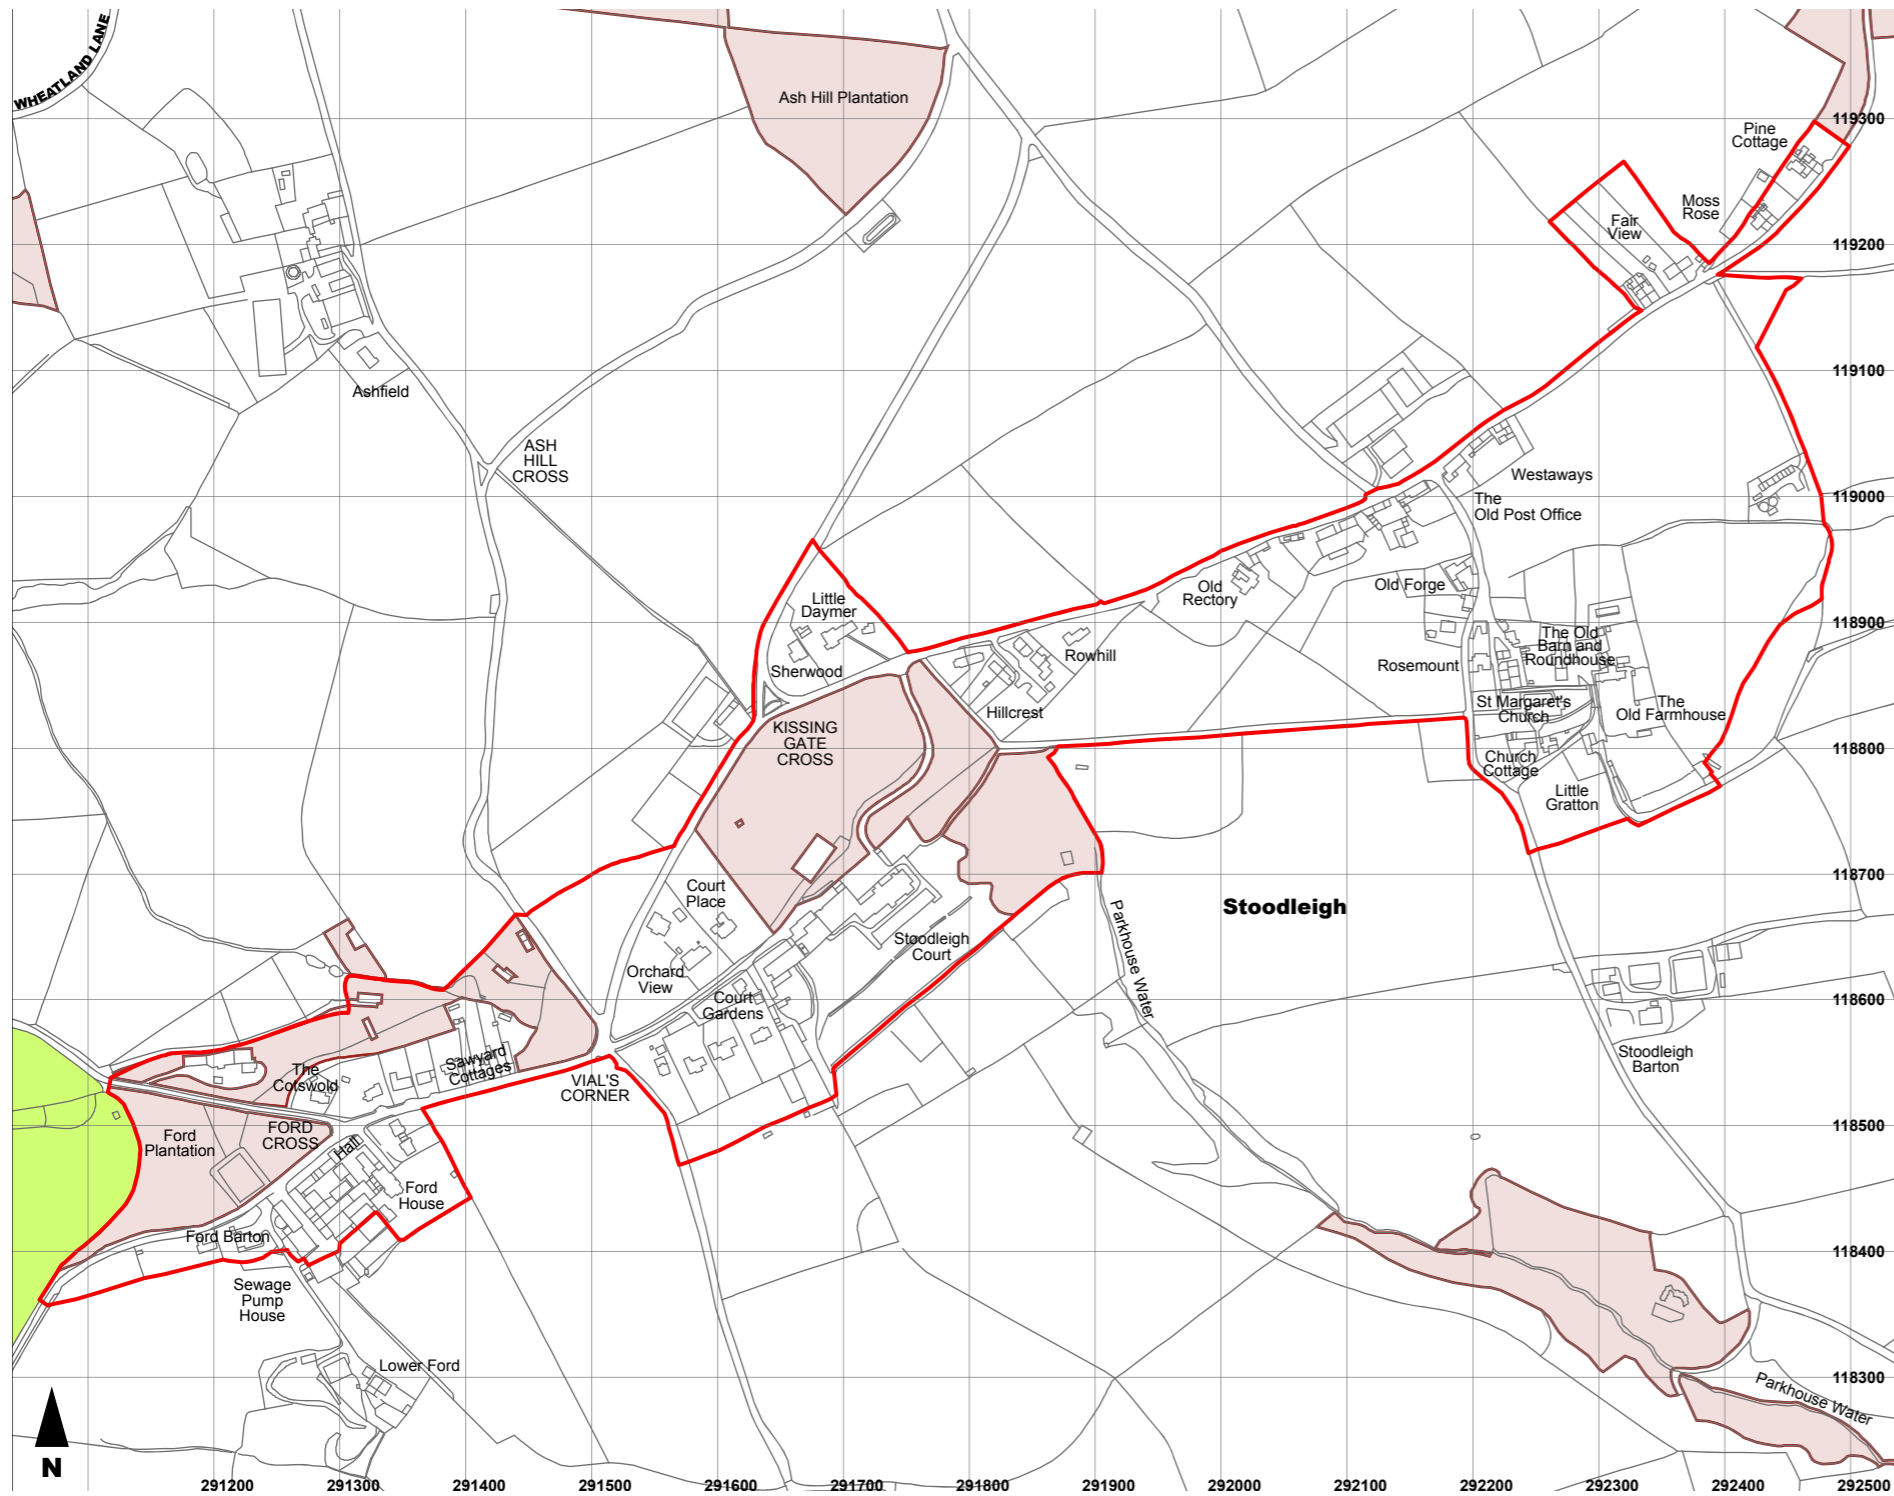 WHEATLAND LANE
Ash Hill Plantation
119300
Pine
Cottage
Moss
Rose
Fair
View
119200
Ashfield
119100
ASH
HILL
CROSS
Westaways
The
Old Post Office
119000
Old
Rectory
Old Forge
Little
Daymer
Sherwood
118900
Rowhill
Rosemount
The Old
Barn and
Roundhouse
Hillcrest
St Margaret's
Church
The
Old Farmhouse
KISSING
GATE
CROSS
118800
Church
Cottage
Little
Gratton
118700
Court
Place
Stoodleigh
Stoodleigh
Court
Parkhouse Water
Orchard
View
Court
Gardens
118600
Stoodleigh
Barton
Sawyard
Cottages
The
Cotswold
VIAL'S
CORNER
118500
Ford
Plantation
FORD
CROSS
Hall
Ford
House
Ford Barton
118400
Sewage
Pump
House
Lower Ford
118300
Parkhouse Water
N
291200
291300
291400
291500
291600
291700
291800
291900
292000
292100
292200
292300
292400
292500